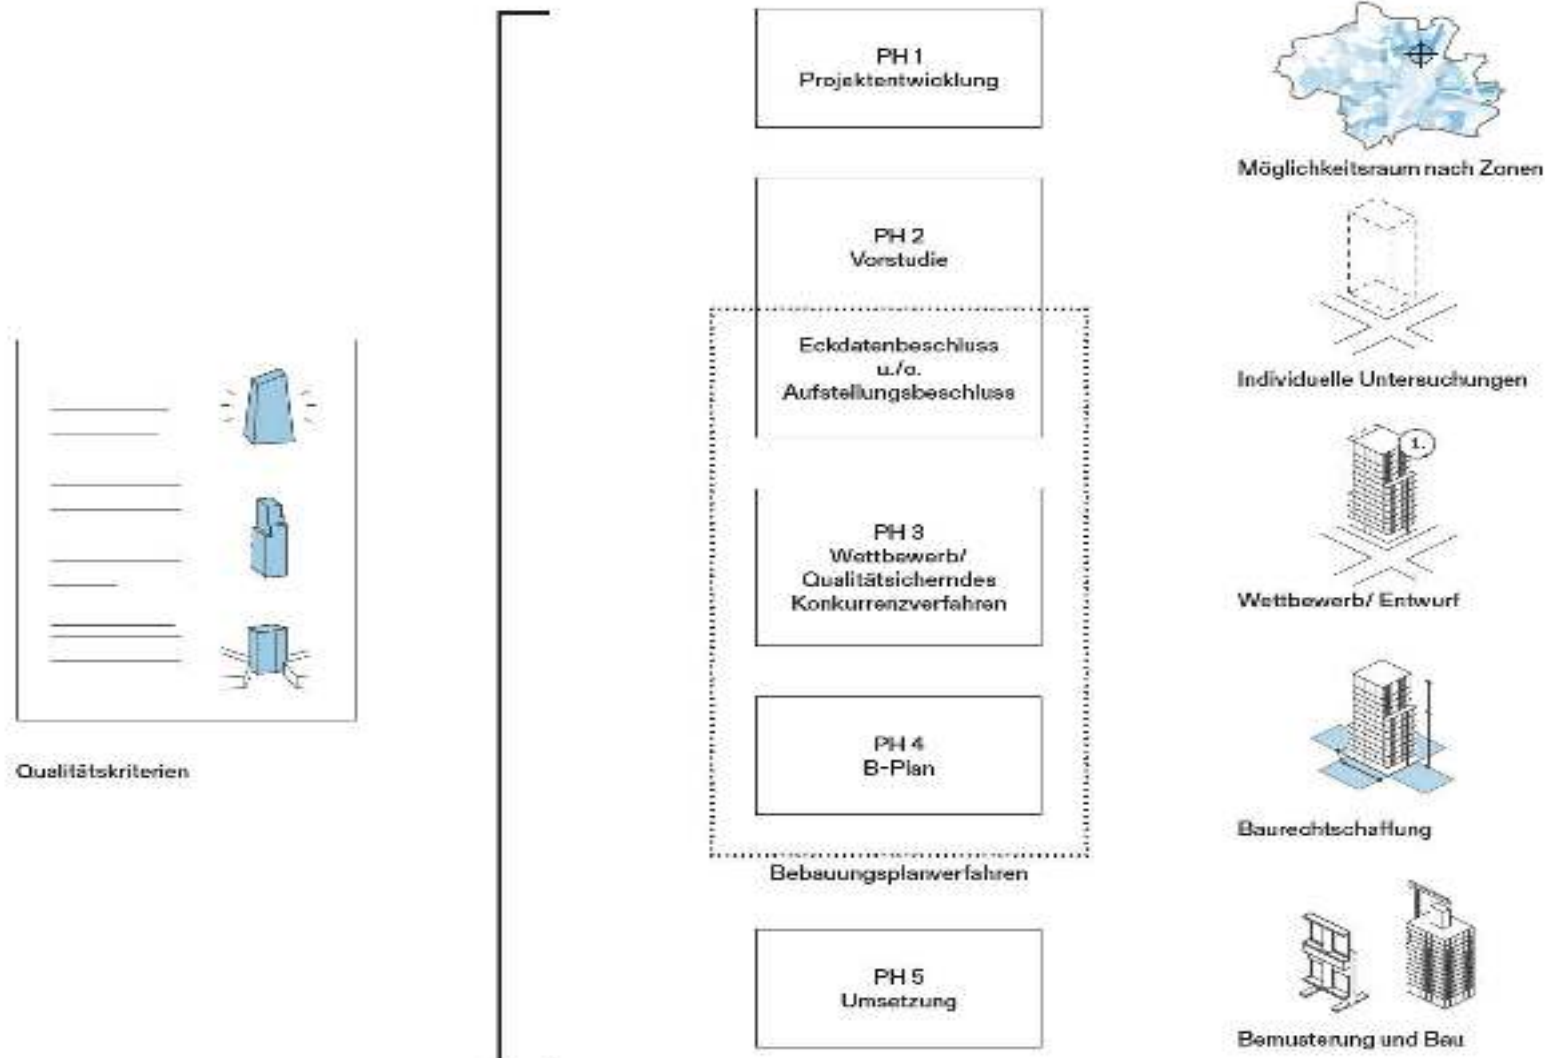 Qualitätskriterien
PH 1
Projektentwicklung
PH 2
Vorstudie
Eckdatenbeschluss
u./o.
Aufstellungsbeschluss
PH 3
Wettbewerb/
Qualitätsicherndes
Konkurrenzverfahren
PH 4
B-Plan
Bebauungsplanverfahren
PH 5
Umsetzung
Möglichkeitsraum nach Zonen
Individuelle Untersuchungen
1.
Wettbewerb/ Entwurf
Baurechtschaffung
Bemusterung und Bau